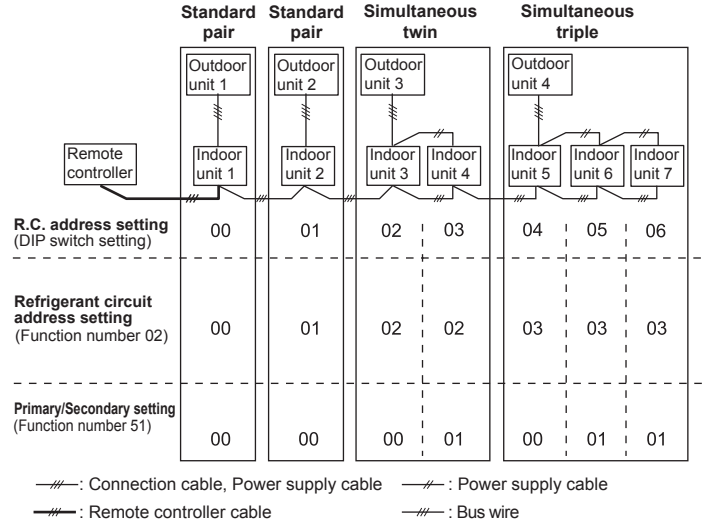 Standard pair
Standard pair
Simultaneous twin
Simultaneous triple
Outdoor unit 1
Outdoor unit 2
Outdoor unit 3
Outdoor unit 4
Remote controller
Indoor unit 1
Indoor unit 2
Indoor unit 3
Indoor unit 4
Indoor unit 5
Indoor unit 6
Indoor unit 7
R.C. address setting
(DIP switch setting)
00 01 02 03 04 05 06
Refrigerant circuit
address setting
(Function number 02)
00 01 02 02 03 03 03
Primary/Secondary setting
(Function number 51)
00 00 00 01 00 01 01
: Connection cable, Power supply cable
: Power supply cable
: Remote controller cable
: Bus wire